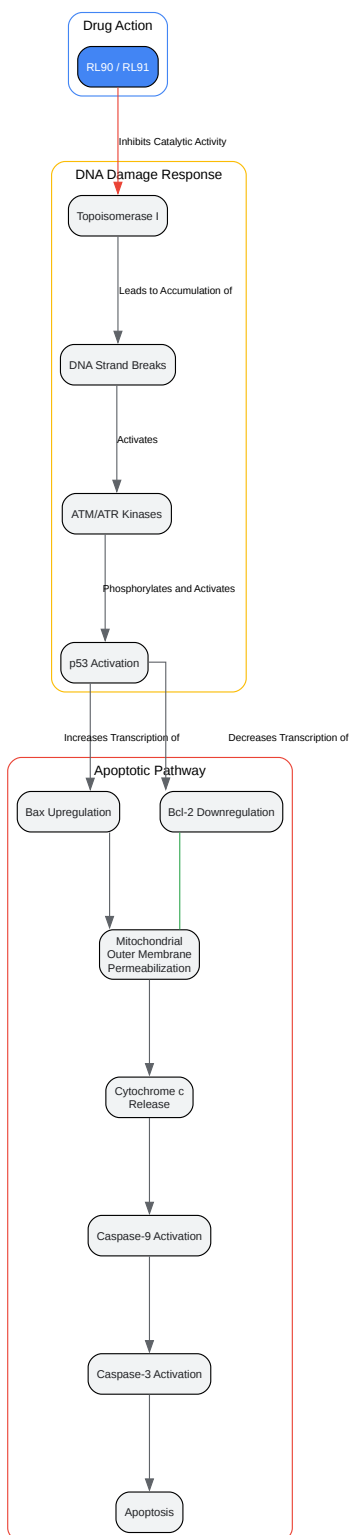 Drug Action
RL90 / RL91
Inhibits Catalytic Activity
DNA Damage Response
Topoisomerase I
Leads to Accumulation of
DNA Strand Breaks
Activates
ATM/ATR Kinases
Phosphorylates and Activates
p53 Activation
Increases Transcription of
Decreases Transcription of
Apoptotic Pathway
Bax Upregulation
Bcl-2 Downregulation
Mitochondrial
Outer Membrane
Permeabilization
Cytochrome c
Release
Caspase-9 Activation
Caspase-3 Activation
Apoptosis